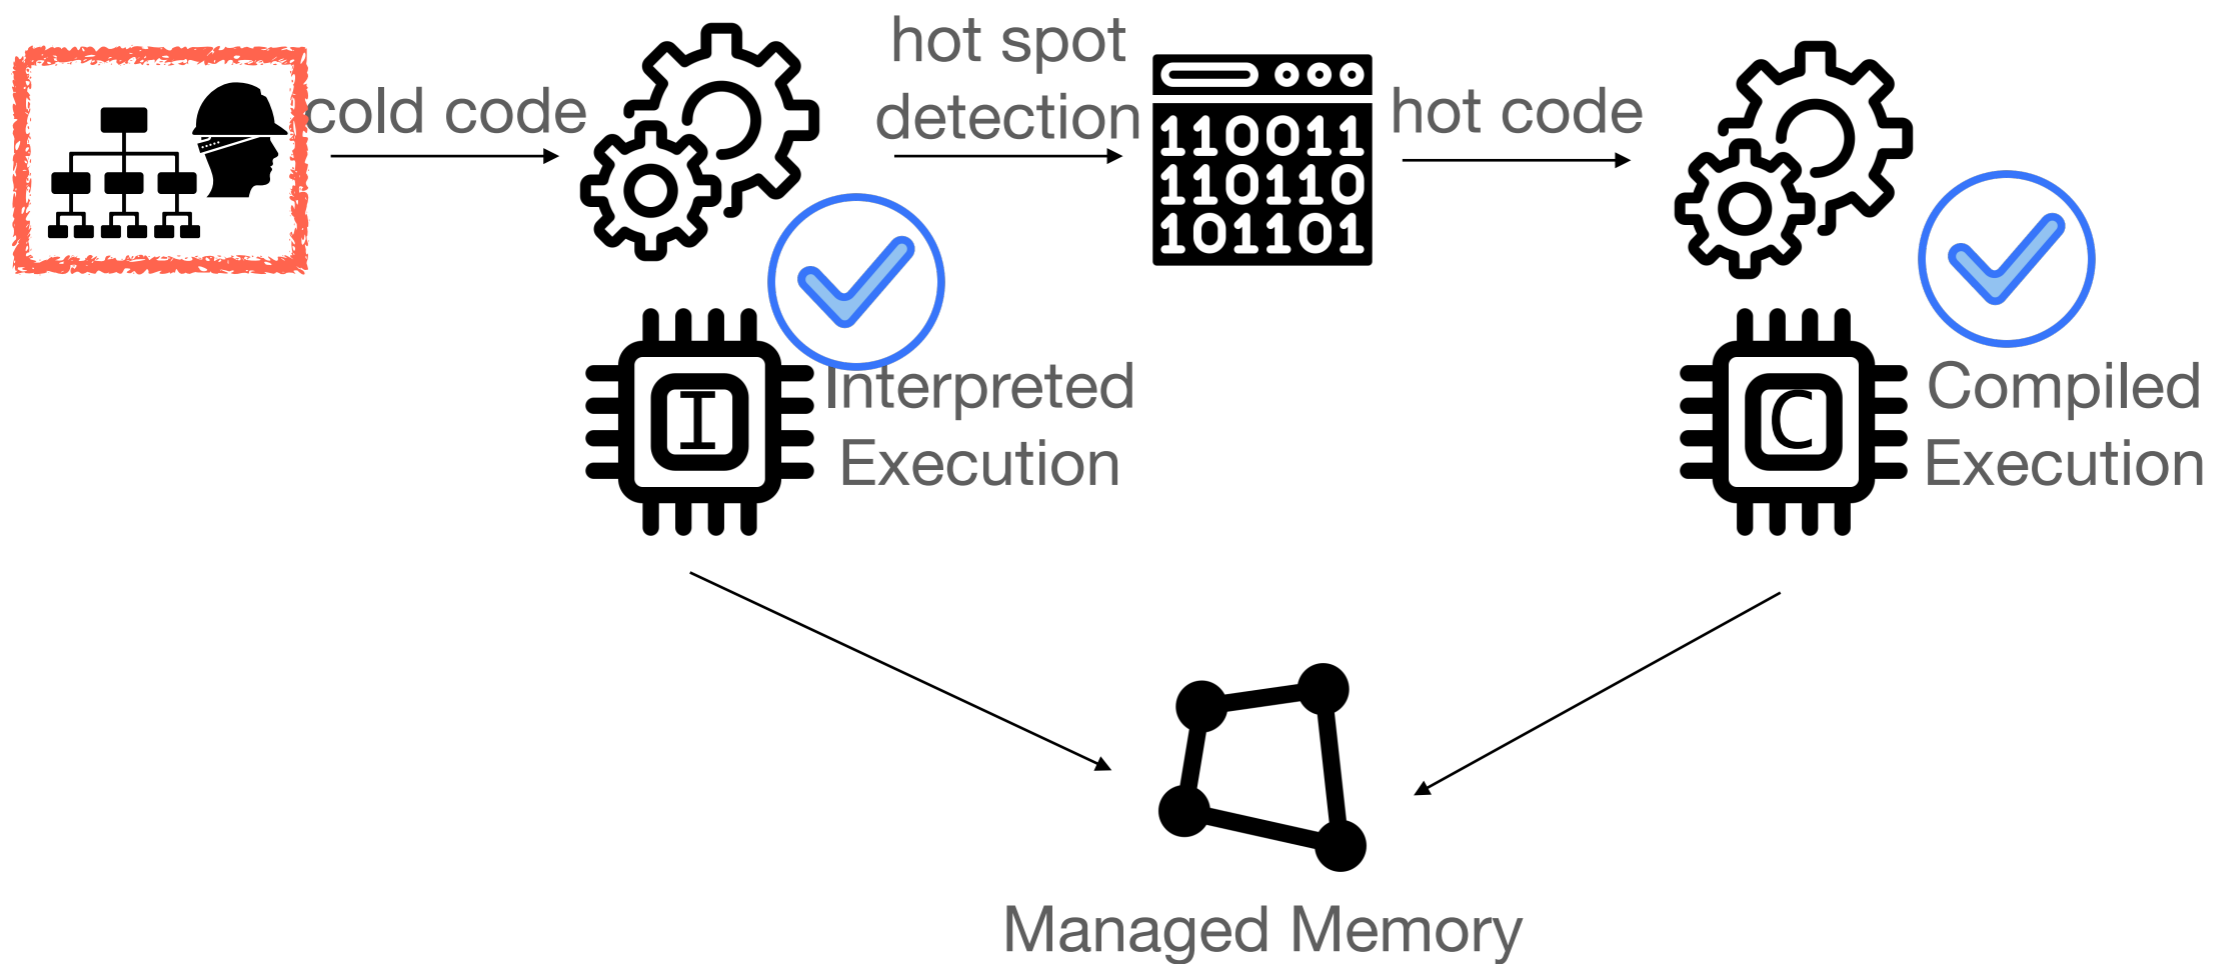 cold code
hot spot
detection
110011
110110
101101
hot code
I
Interpreted
Execution
C
Compiled
Execution
Managed Memory